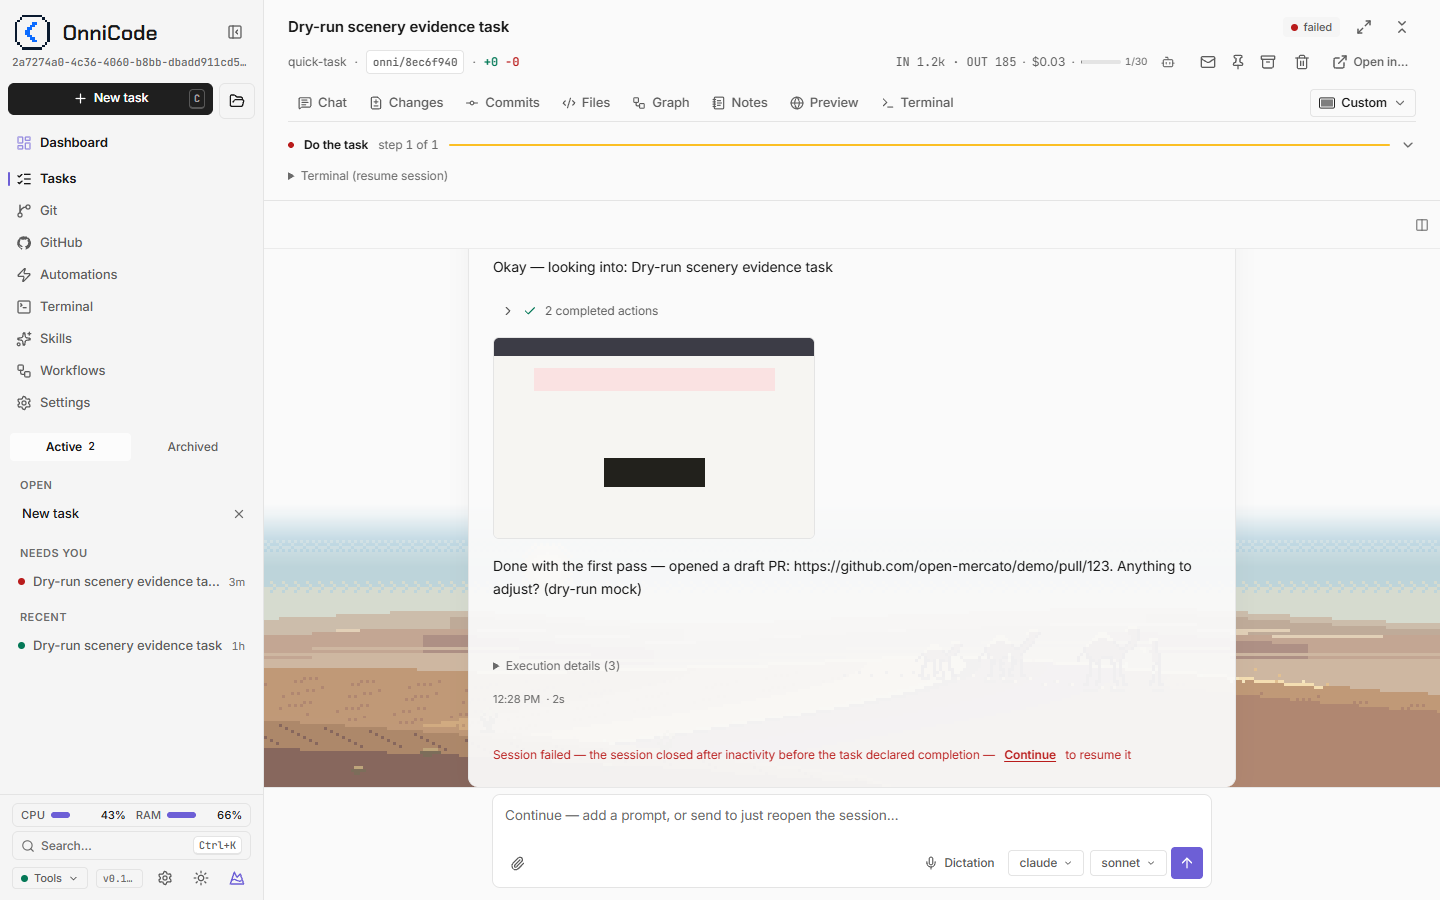 OnniCode
2a7274a0-4c36-4060-b8bb-dbadd911cd5…
New task
C
Dashboard
Tasks
Git
GitHub
Automations
Terminal
Skills
Workflows
Settings
Active 2
Archived
OPEN
New task
NEEDS YOU
Dry-run scenery evidence ta… 3m
RECENT
Dry-run scenery evidence task 1h
CPU 43% RAM 66%
Search... Ctrl+K
Tools
v0.1…
Dry-run scenery evidence task
failed
quick-task · onni/8ec6f940 · +0 -0
IN 1.2k · OUT 185 · $0.03 · 1/30
Open in...
Chat
Changes
Commits
Files
Graph
Notes
Preview
Terminal
Custom
Do the task step 1 of 1
Terminal (resume session)
Okay — looking into: Dry-run scenery evidence task
2 completed actions
Done with the first pass — opened a draft PR: https://github.com/open-mercato/demo/pull/123. Anything to
adjust? (dry-run mock)
Execution details (3)
12:28 PM · 2s
Session failed — the session closed after inactivity before the task declared completion — Continue to resume it
Continue — add a prompt, or send to just reopen the session...
Dictation
claude
sonnet